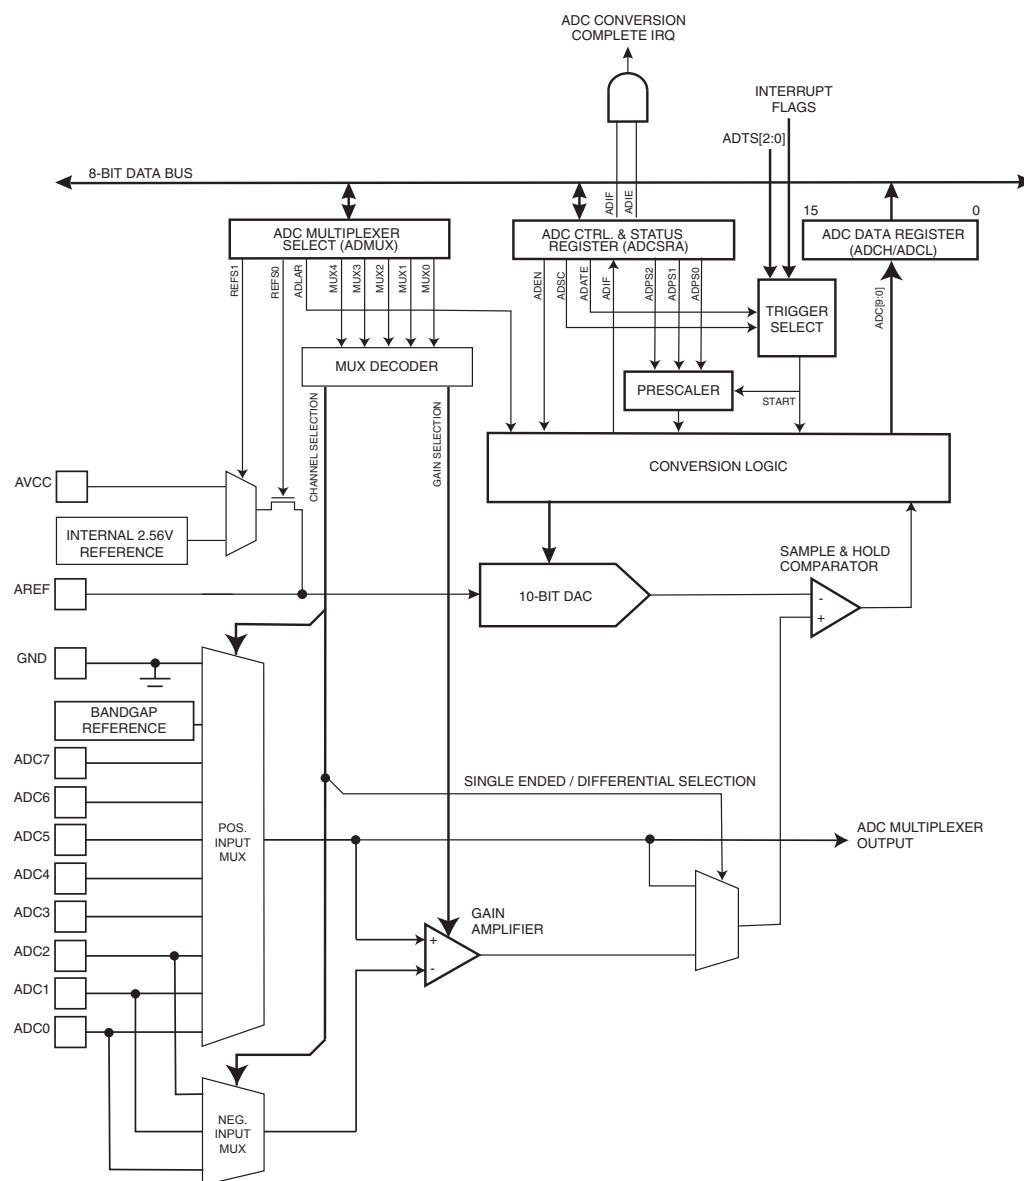 ADC CONVERSION
COMPLETE IRQ
INTERRUPT
FLAGS
ADTS[2:0]
8-BIT DATA BUS
ADIF
ADIE
15
0
ADC MULTIPLEXER
SELECT (ADMUX)
ADC CTRL. & STATUS
REGISTER (ADCSRA)
ADC DATA REGISTER
(ADCH/ADCL)
REFS1
REFS0
ADLAR
MUX4
MUX3
MUX2
MUX1
MUX0
ADEN
ADSC
ADATE
ADIF
ADPS2
ADPS1
ADPS0
ADC[9:0]
TRIGGER
SELECT
MUX DECODER
PRESCALER
START
CHANNEL SELECTION
GAIN SELECTION
CONVERSION LOGIC
AVCC
INTERNAL 2.56V
REFERENCE
SAMPLE & HOLD
COMPARATOR
AREF
10-BIT DAC
-
+
GND
BANDGAP
REFERENCE
ADC7
SINGLE ENDED / DIFFERENTIAL SELECTION
ADC6
ADC5
POS.
INPUT
MUX
ADC MULTIPLEXER
OUTPUT
ADC4
ADC3
GAIN
AMPLIFIER
+
-
ADC2
ADC1
ADC0
NEG.
INPUT
MUX